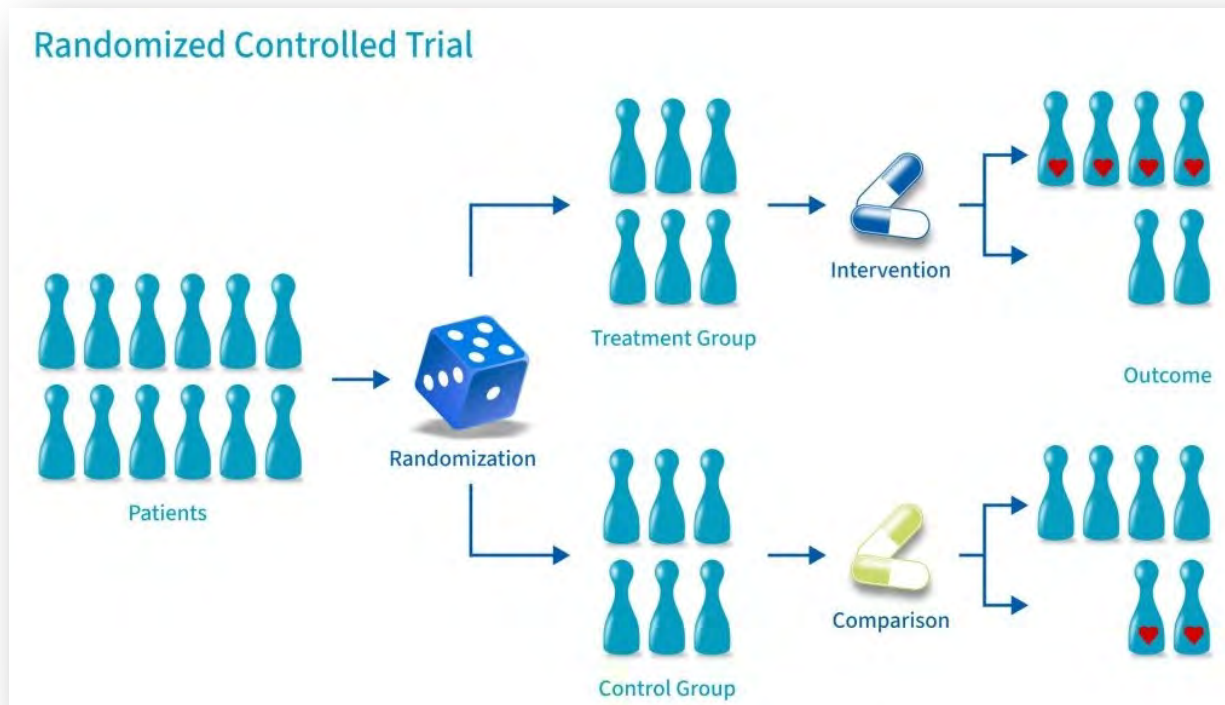 Randomized Controlled Trial
Treatment Group
Intervention
Outcome
Randomization
Patients
Control Group
Comparison